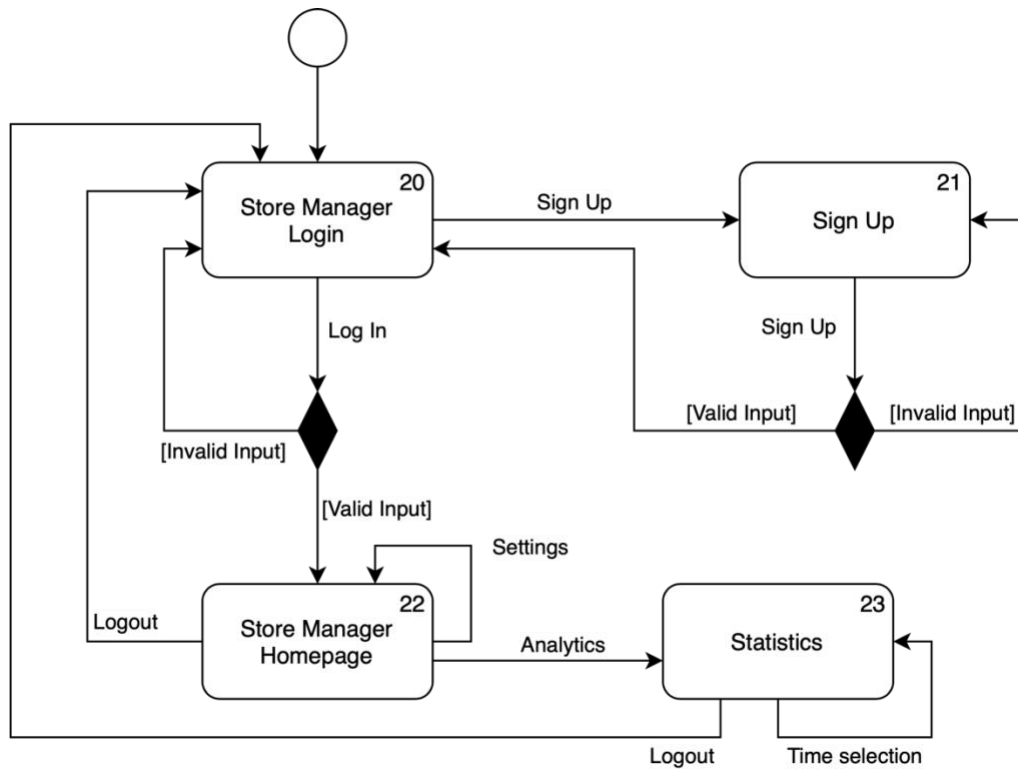 20
Store Manager
Login
Sign Up
21
Sign Up
Log In
Sign Up
[Valid Input]
[Invalid Input]
[Invalid Input]
[Valid Input]
Settings
22
Store Manager
Homepage
Logout
Analytics
23
Statistics
Logout
Time selection